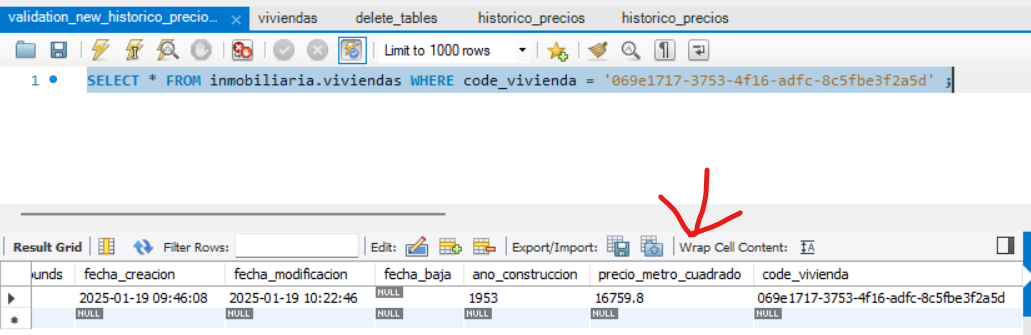 validation_new_historico_precio... × viviendas delete_tables historico_precios historico_precios
Limit to 1000 rows
1 SELECT * FROM inmobiliaria.viviendas WHERE code_vivienda = '069e1717-3753-4f16-adfc-8c5fbe3f2a5d' ;
Result Grid Filter Rows: Edit: Export/Import: Wrap Cell Content:
ounds fecha_creacion fecha_modificacion fecha_baja ano_construccion precio_metro_cuadrado code_vivienda
2025-01-19 09:46:08 2025-01-19 10:22:46 NULL 1953 16759.8 069e1717-3753-4f16-adfc-8c5fbe3f2a5d
NULL NULL NULL NULL NULL NULL